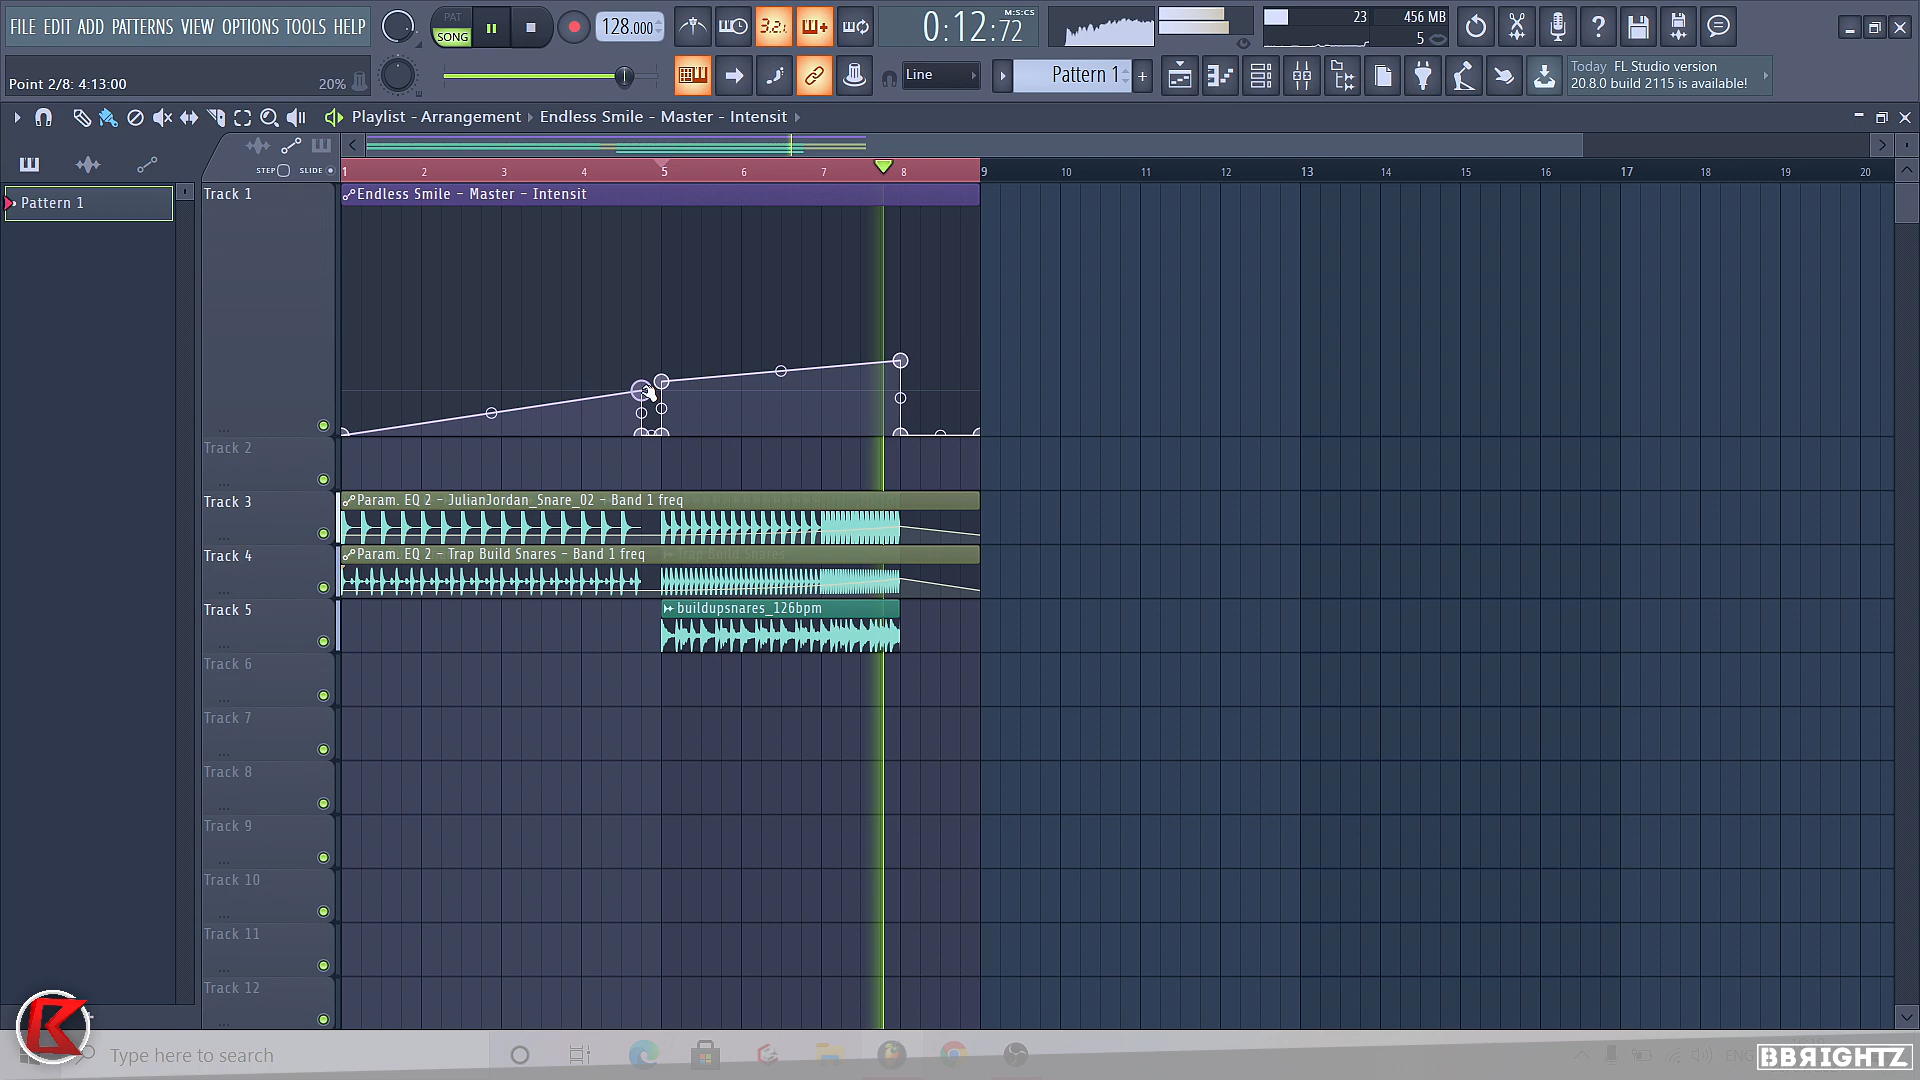 FILE EDIT ADD PATTERNS VIEW OPTIONS TOOLS HELP
PAT
SONG
128.000
3.2.
0:12:72
M:S:CS
23
456 MB
5
Point 2/8: 4:13:00
20%
Line
Pattern 1
+
Today FL Studio version
20.8.0 build 2115 is available!
Playlist - Arrangement › Endless Smile - Master - Intensit ›
STEP
SLIDE
1 2 3 4 5 6 7 8 9 10 11 12 13 14 15 16 17 18 19 20
Pattern 1
Track 1
Endless Smile - Master - Intensit
Track 2
Track 3
Param. EQ 2 - JulianJordan_Snare_02 - Band 1 freq
Track 4
Param. EQ 2 - Trap Build Snares - Band 1 freq
Trap Build Snares
Track 5
buildupsnares_126bpm
Track 6
Track 7
Track 8
Track 9
Track 10
Track 11
Track 12
Type here to search
ENG
BBRIGHTZ